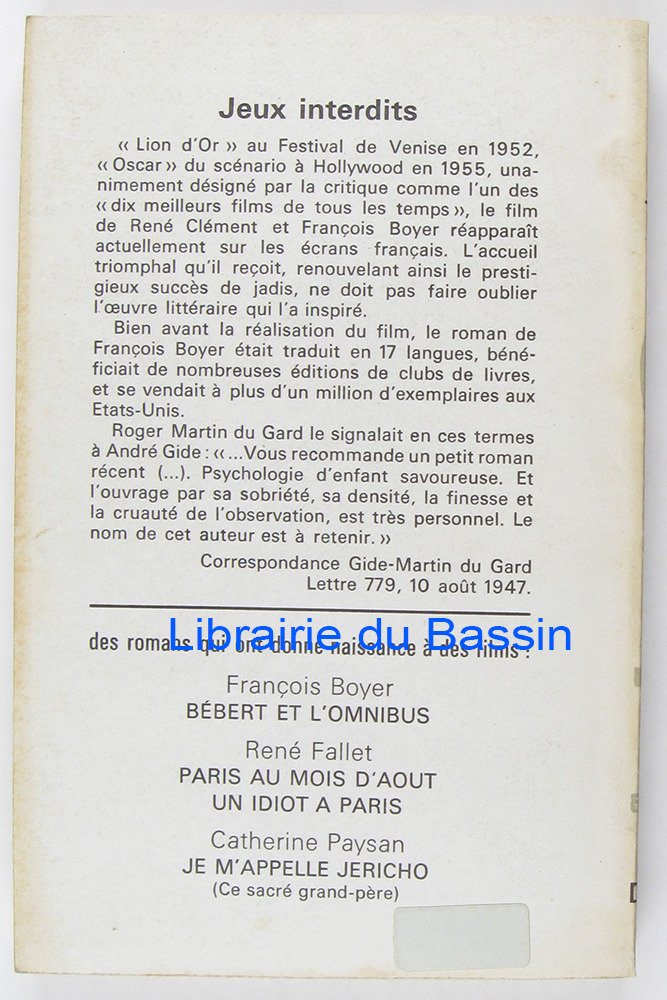 Jeux interdits
« Lion d'Or » au Festival de Venise en 1952,
« Oscar » du scénario à Hollywood en 1955, una-
nimement désigné par la critique comme l'un des
« dix meilleurs films de tous les temps », le film
de René Clément et François Boyer réapparaît
actuellement sur les écrans français. L'accueil
triomphal qu'il reçoit, renouvelant ainsi le presti-
gieux succès de jadis, ne doit pas faire oublier
l'œuvre littéraire qui l'a inspiré.
Bien avant la réalisation du film, le roman de
François Boyer était traduit en 17 langues, béné-
ficiait de nombreuses éditions de clubs de livres,
et se vendait à plus d'un million d'exemplaires aux
Etats-Unis.
Roger Martin du Gard le signalait en ces termes
à André Gide : « ...Vous recommande un petit roman
récent (...). Psychologie d'enfant savoureuse. Et
l'ouvrage par sa sobriété, sa densité, la finesse et
la cruauté de l'observation, est très personnel. Le
nom de cet auteur est à retenir. »
Correspondance Gide-Martin du Gard
Lettre 779, 10 août 1947.
Librairie du Bassin
des romans qui ont donné naissance à des films :
François Boyer
BÉBERT ET L'OMNIBUS
René Fallet
PARIS AU MOIS D'AOUT
UN IDIOT A PARIS
Catherine Paysan
JE M'APPELLE JERICHO
(Ce sacré grand-père)